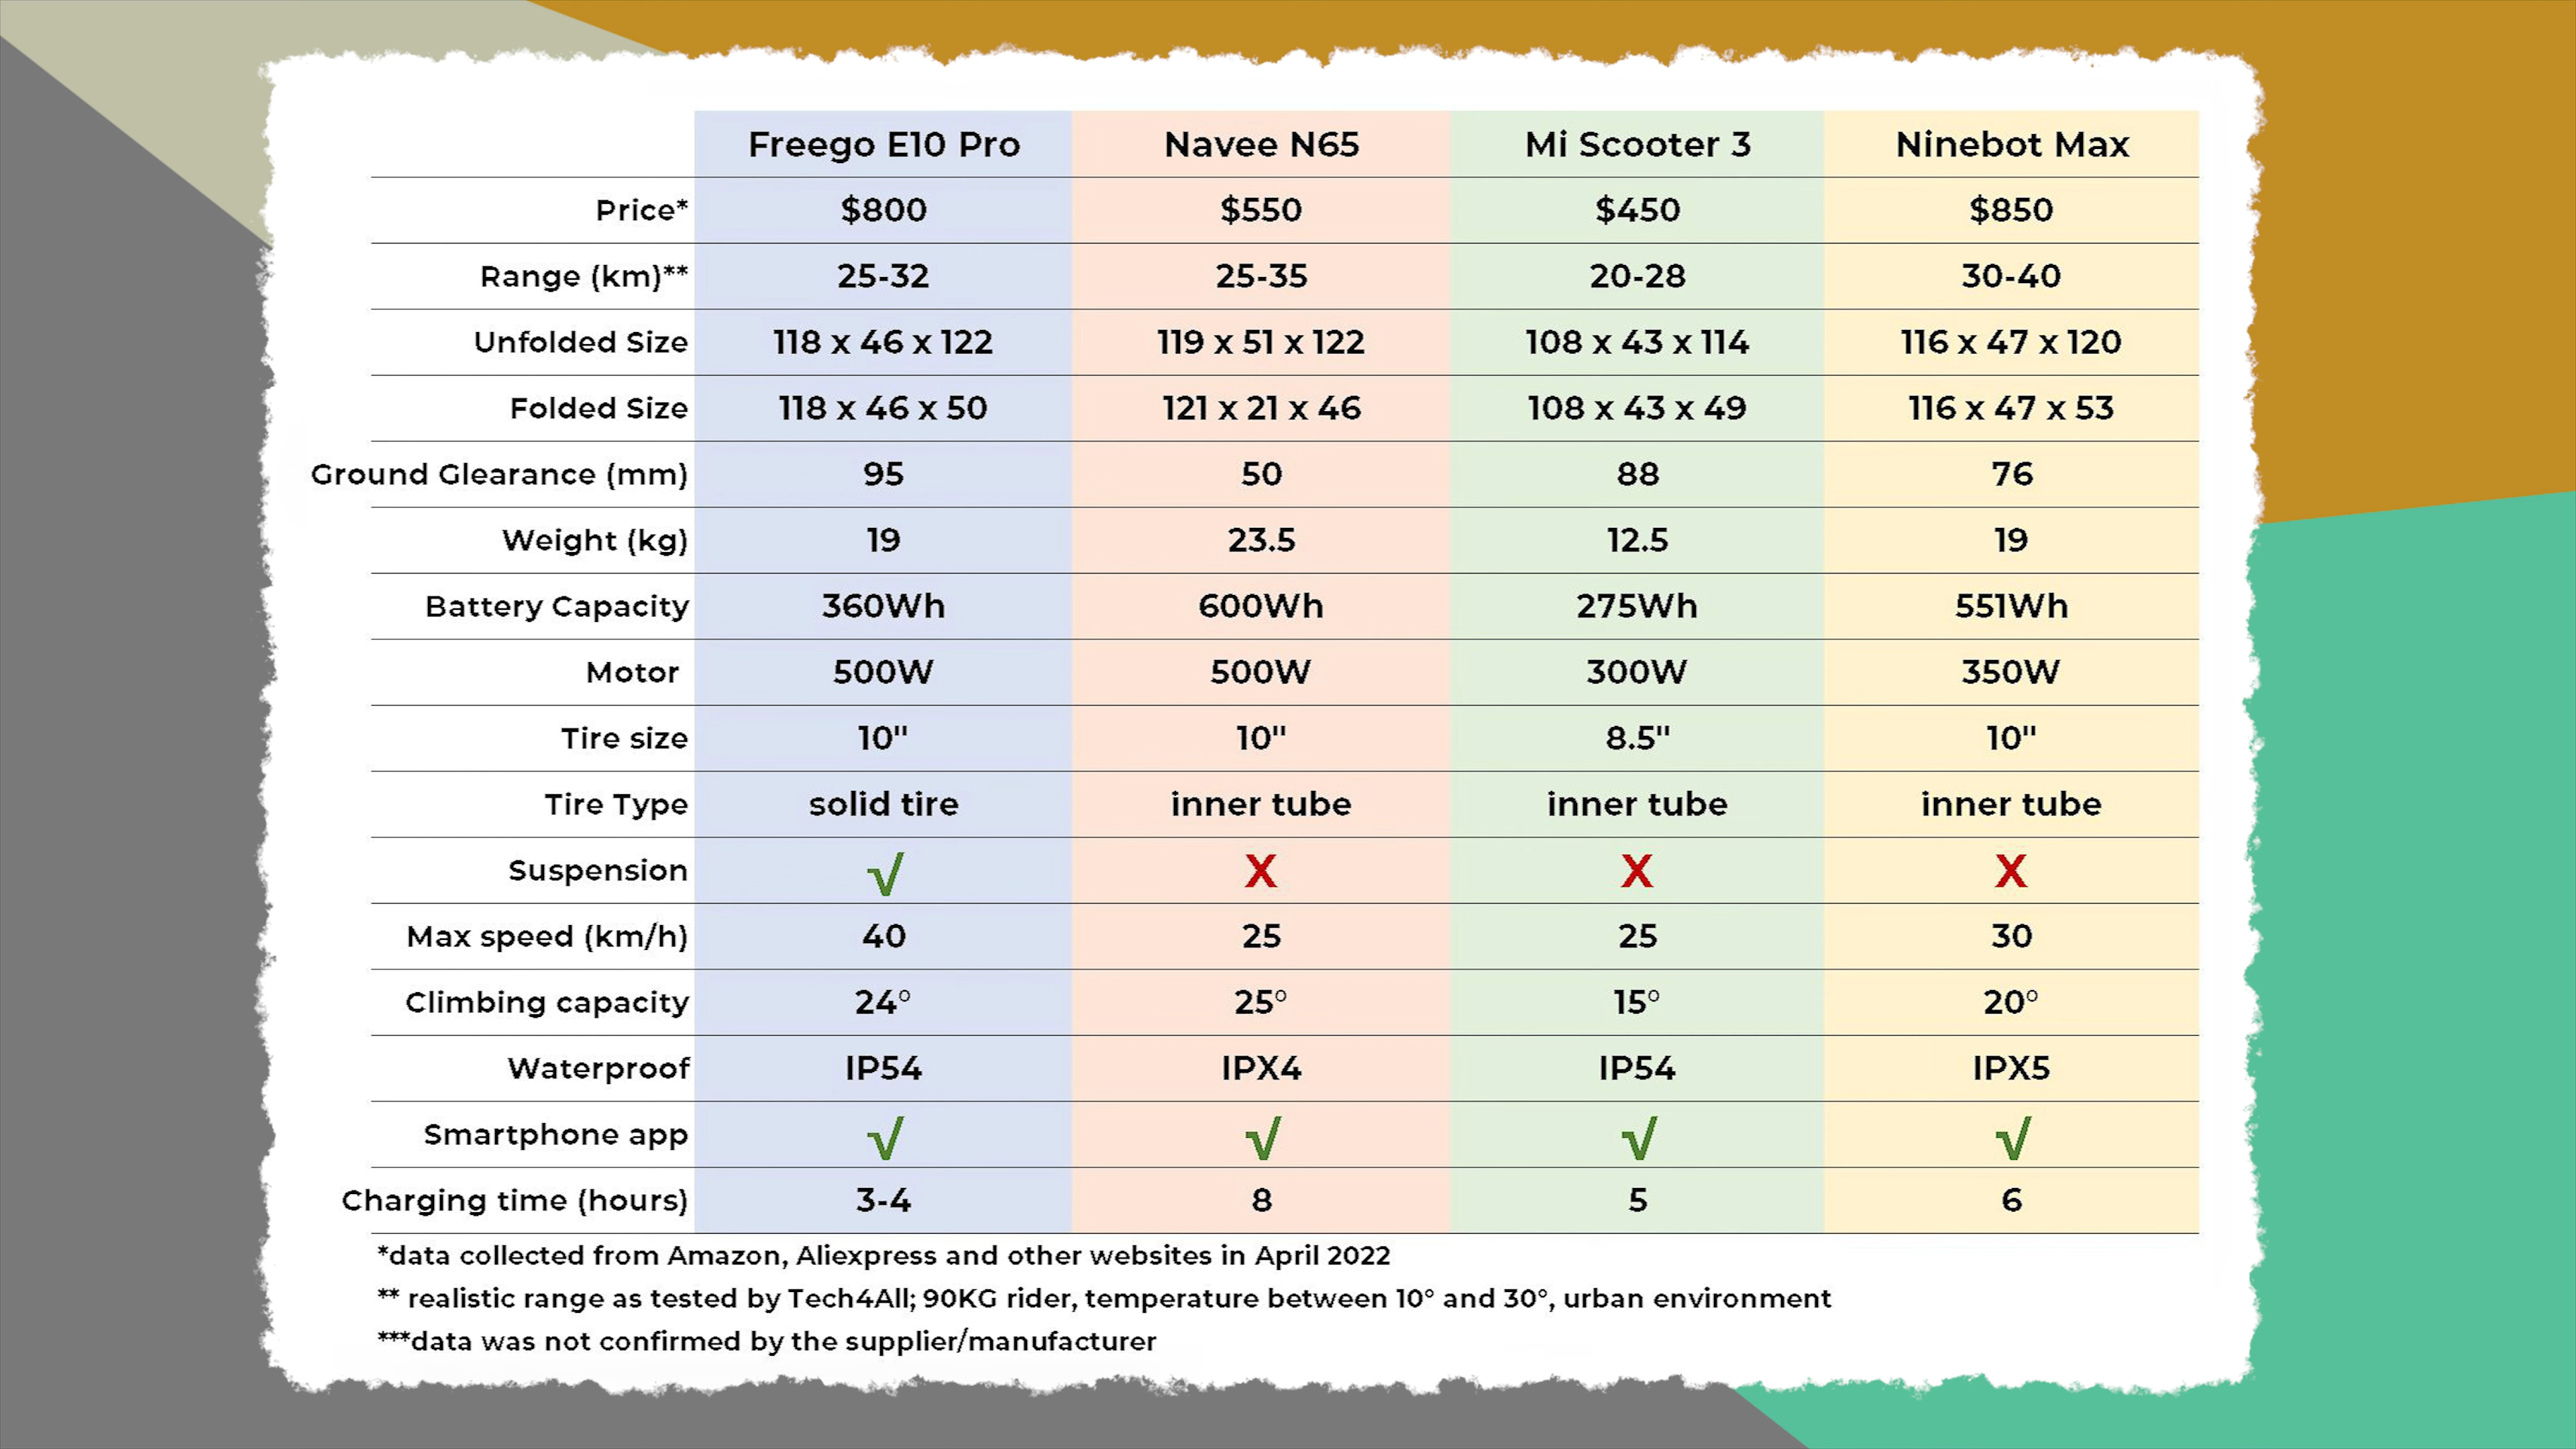 Freego E10 Pro Navee N65 Mi Scooter 3 Ninebot Max
Price* $800 $550 $450 $850
Range (km)** 25-32 25-35 20-28 30-40
Unfolded Size 118 x 46 x 122 119 x 51 x 122 108 x 43 x 114 116 x 47 x 120
Folded Size 118 x 46 x 50 121 x 21 x 46 108 x 43 x 49 116 x 47 x 53
Ground Glearance (mm) 95 50 88 76
Weight (kg) 19 23.5 12.5 19
Battery Capacity 360Wh 600Wh 275Wh 551Wh
Motor 500W 500W 300W 350W
Tire size 10" 10" 8.5" 10"
Tire Type solid tire inner tube inner tube inner tube
Suspension √ X X X
Max speed (km/h) 40 25 25 30
Climbing capacity 24° 25° 15° 20°
Waterproof IP54 IPX4 IP54 IPX5
Smartphone app √ √ √ √
Charging time (hours) 3-4 8 5 6
*data collected from Amazon, Aliexpress and other websites in April 2022
** realistic range as tested by Tech4All; 90KG rider, temperature between 10° and 30°, urban environment
***data was not confirmed by the supplier/manufacturer